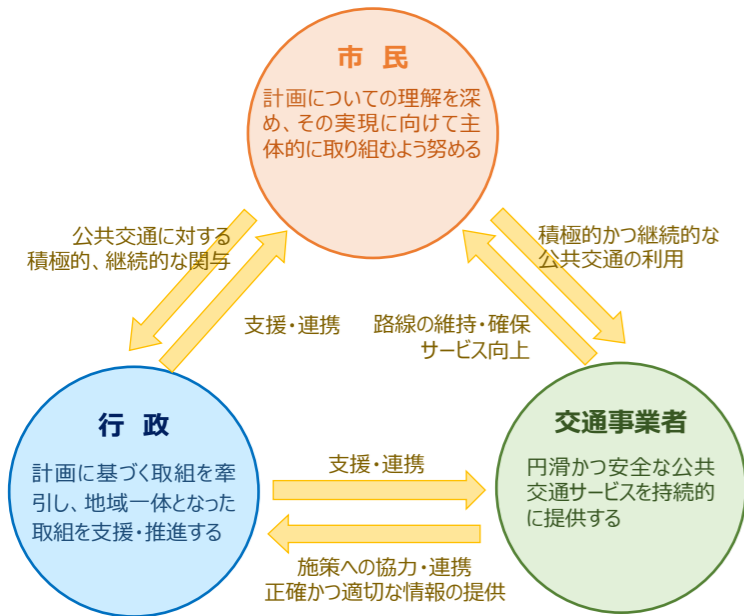 市 民
計画についての理解を深
め、その実現に向けて主
体的に取り組むよう努める
公共交通に対する
積極的、継続的な関与
積極的かつ継続的な
公共交通の利用
支援・連携
路線の維持・確保
サービス向上
行 政
計画に基づく取組を牽
引し、地域一体となった
取組を支援・推進する
支援・連携
交通事業者
円滑かつ安全な公共
交通サービスを持続的
に提供する
施策への協力・連携
正確かつ適切な情報の提供